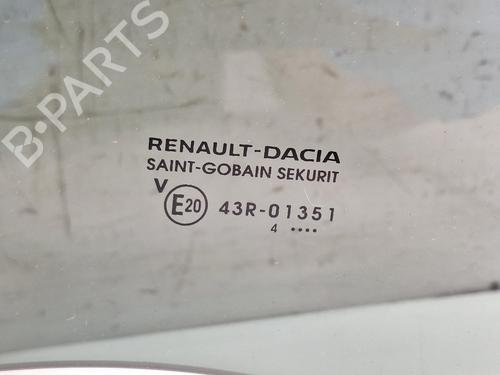 B-PARTS
RENAULT-DACIA
SAINT-GOBAIN SEKURIT
V
E20 43R-01351
4 ....